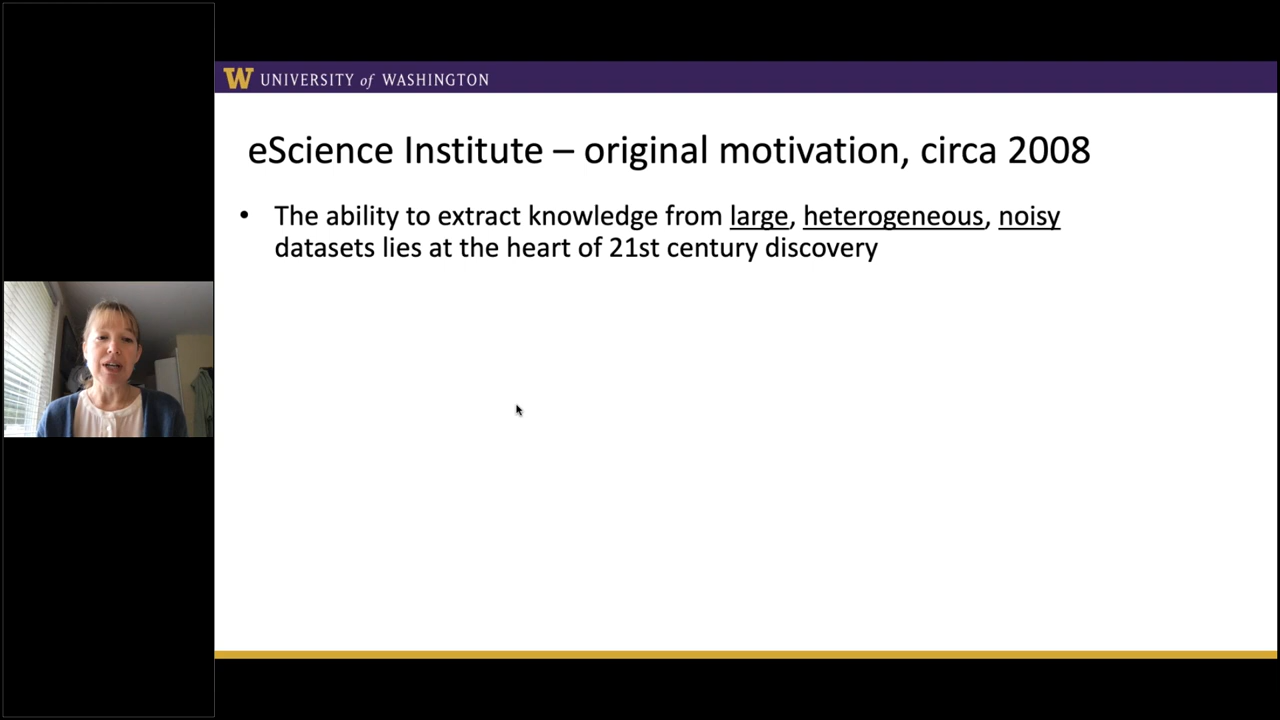 W UNIVERSITY of WASHINGTON
eScience Institute – original motivation, circa 2008
• The ability to extract knowledge from large, heterogeneous, noisy
datasets lies at the heart of 21st century discovery